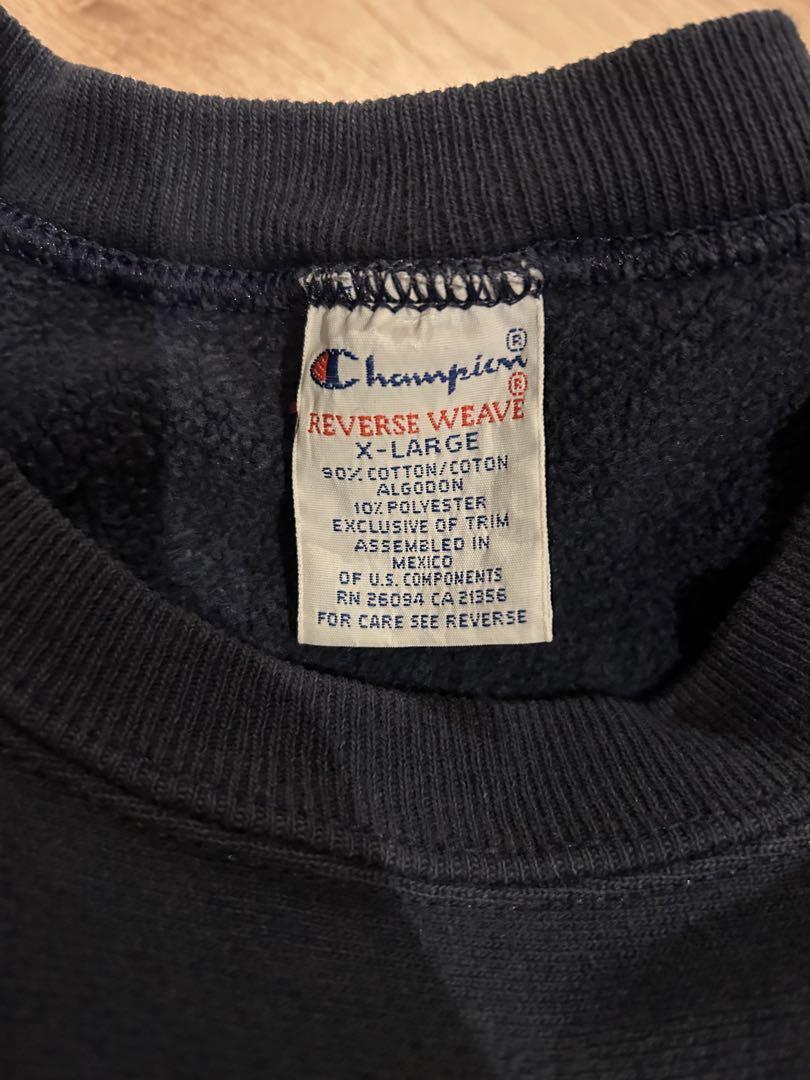 Champion®
REVERSE WEAVE®
X-LARGE
90% COTTON/COTON
ALGODON
10% POLYESTER
EXCLUSIVE OF TRIM
ASSEMBLED IN
MEXICO
OF U.S. COMPONENTS
RN 26094 CA 21356
FOR CARE SEE REVERSE